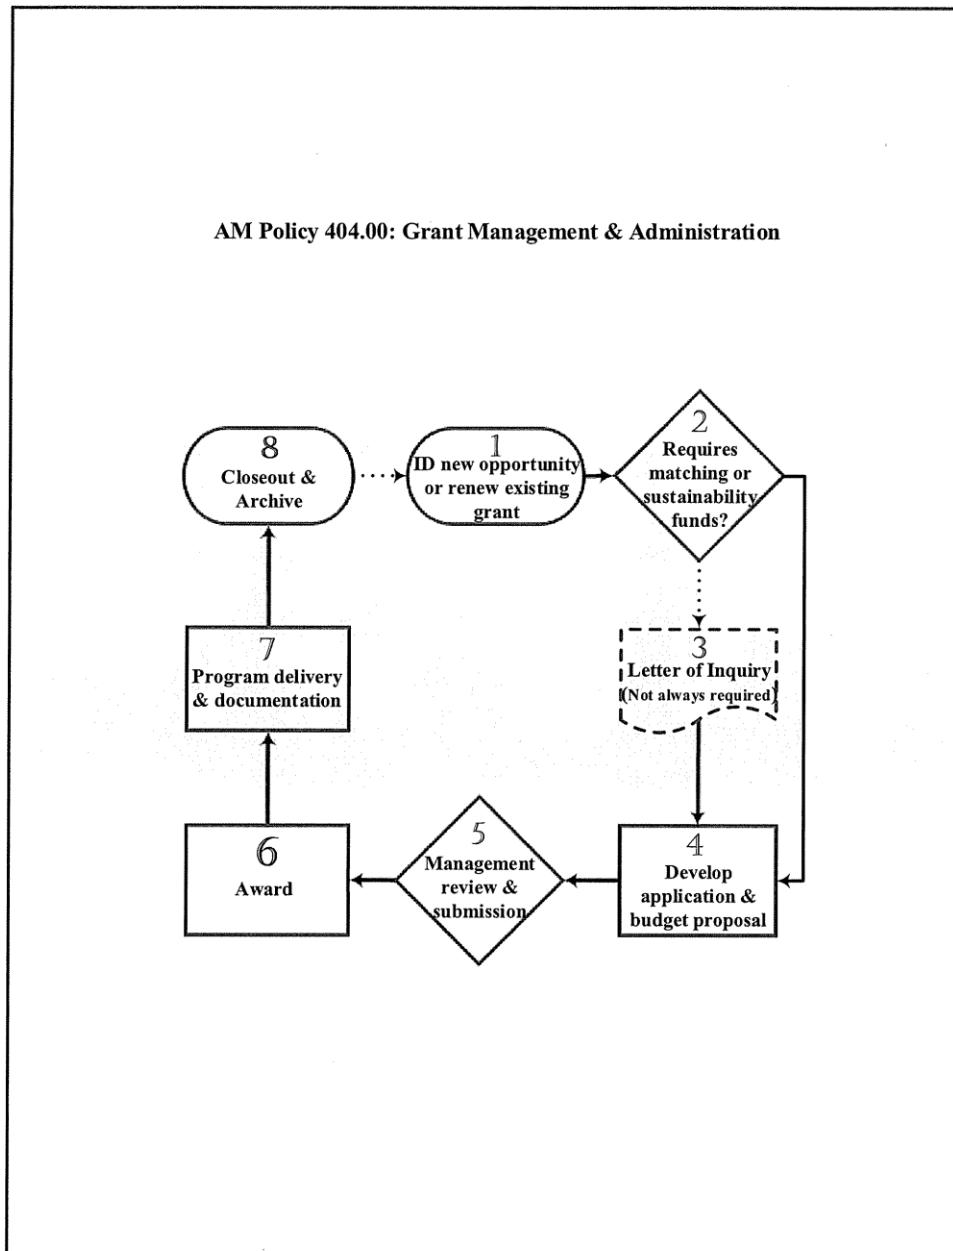 AM Policy 404.00: Grant Management & Administration
8
Closeout &
Archive
1
ID new opportunity
or renew existing
grant
2
Requires
matching or
sustainability
funds?
3
Letter of Inquiry
(Not always required)
4
Develop
application &
budget proposal
5
Management
review &
submission
6
Award
7
Program delivery
& documentation